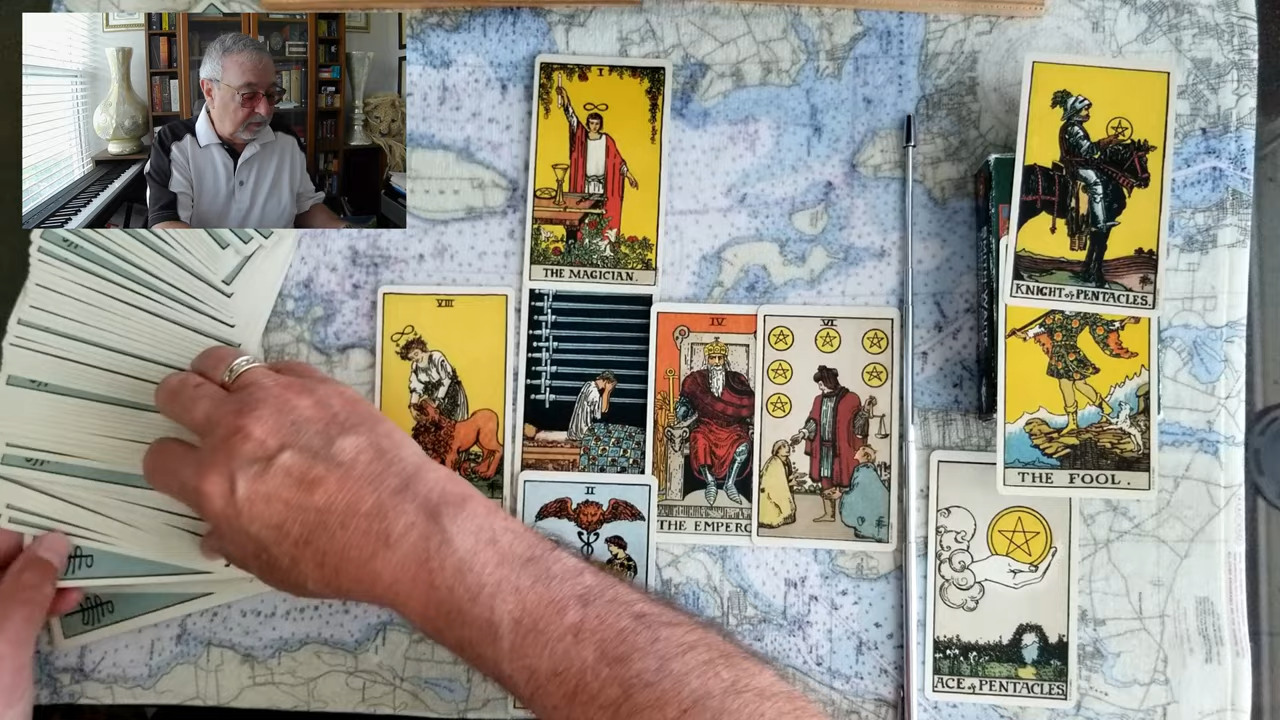 I
THE MAGICIAN.
KNIGHT of PENTACLES.
VIII
IV
VI
THE EMPERO
II
THE FOOL.
ACE of PENTACLES